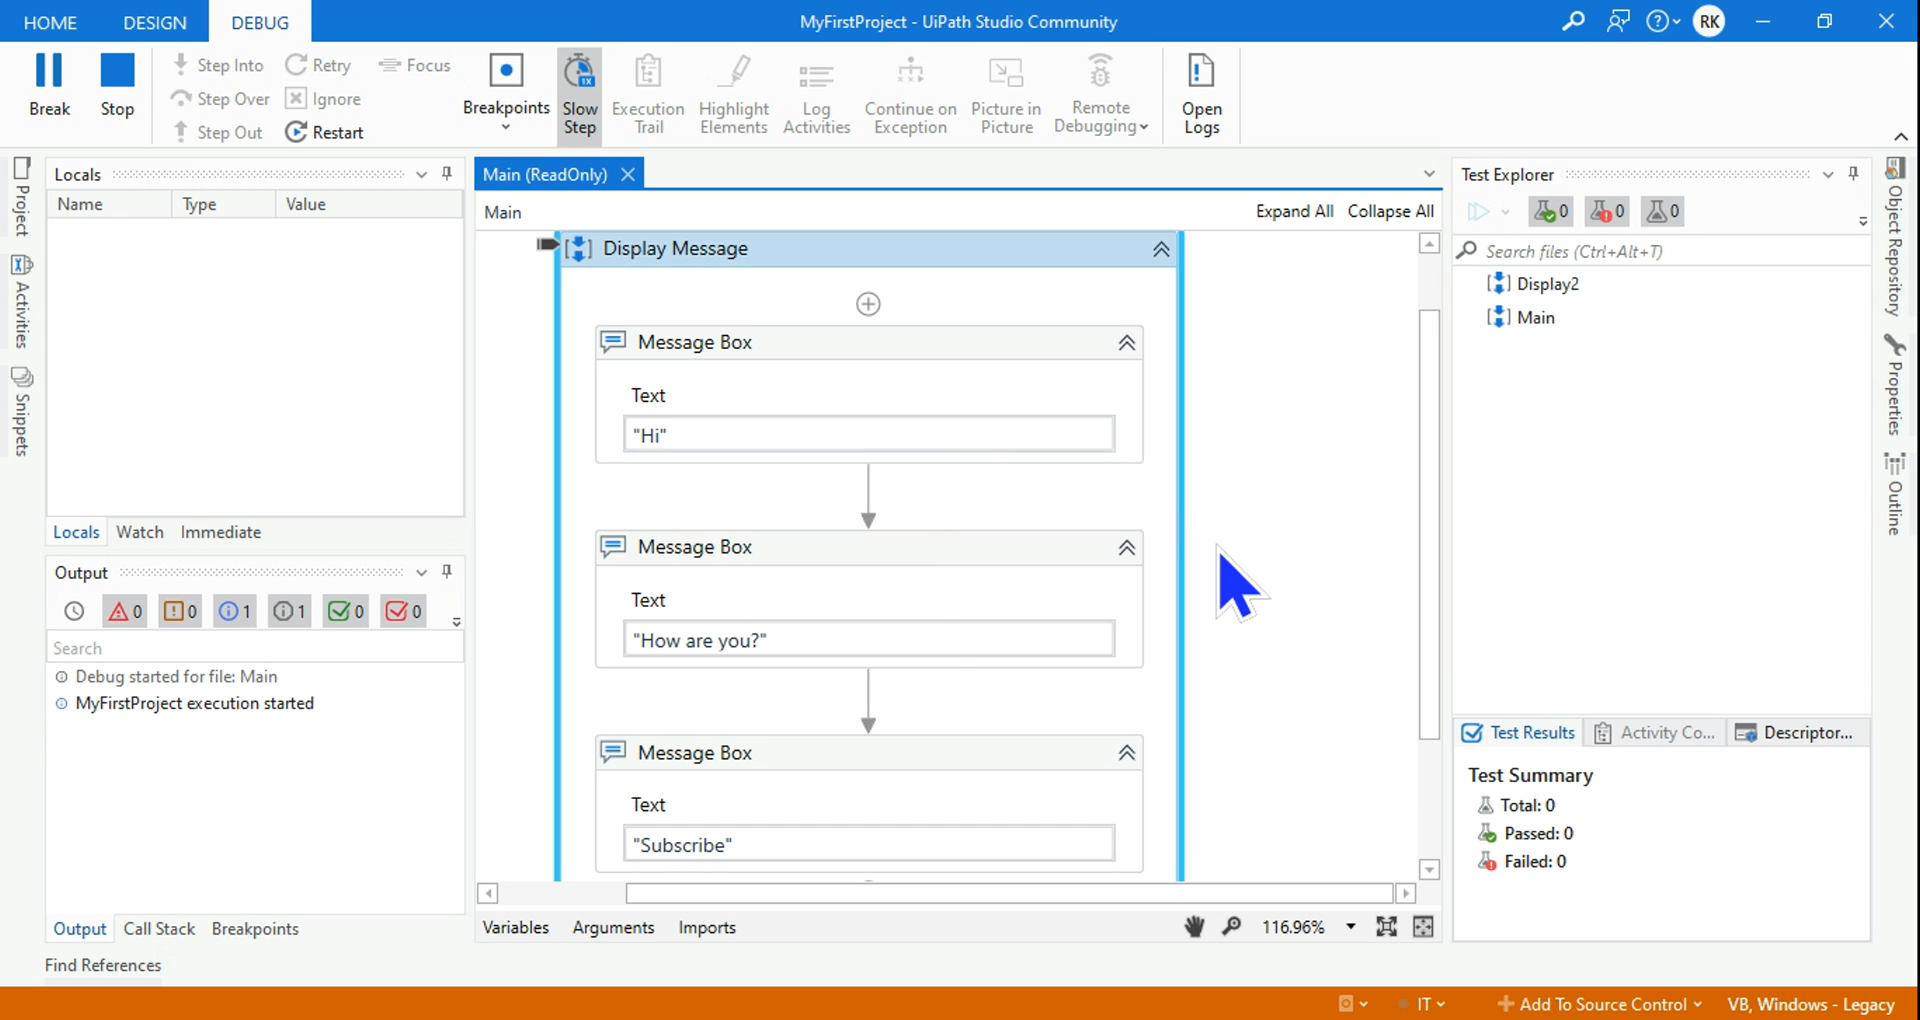 HOME DESIGN DEBUG MyFirstProject - UiPath Studio Community RK
Break
Stop
Step Into
Step Over
Step Out
Retry
Ignore
Restart
Focus
Breakpoints
1x
Slow
Step
Execution
Trail
Highlight
Elements
Log
Activities
Continue on
Exception
Picture in
Picture
Remote
Debugging
Open
Logs
Project
Activities
Snippets
Locals
Name Type Value
Locals Watch Immediate
Output
0 0 1 1 0 0
Search
Debug started for file: Main
MyFirstProject execution started
Output Call Stack Breakpoints
Find References
Main (ReadOnly)
Main Expand All Collapse All
Display Message
Message Box
Text
"Hi"
Message Box
Text
"How are you?"
Message Box
Text
"Subscribe"
Variables Arguments Imports 116.96%
Test Explorer
0 0 0
Search files (Ctrl+Alt+T)
Display2
Main
Test Results Activity Co... Descriptor...
Test Summary
Total: 0
Passed: 0
Failed: 0
Object Repository
Properties
Outline
IT Add To Source Control VB, Windows - Legacy